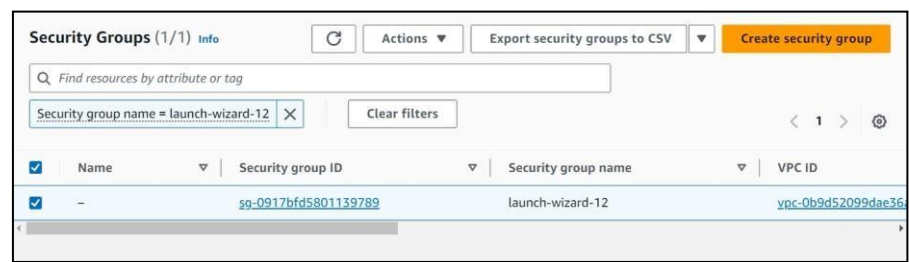 Security Groups (1/1) Info Actions Export security groups to CSV Create security group
Find resources by attribute or tag
Security group name = launch-wizard-12 Clear filters
1
Name Security group ID Security group name VPC ID
– sg-0917bfd5801139789 launch-wizard-12 vpc-0b9d52099dae36